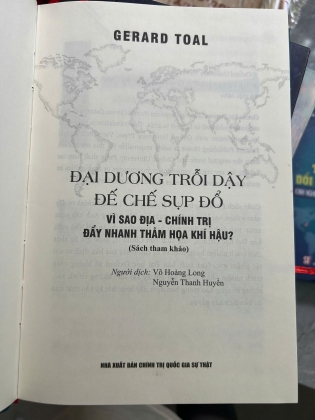 GERARD TOAL
ĐẠI DƯƠNG TRỖI DẬY
ĐẾ CHẾ SỤP ĐỔ
VÌ SAO ĐỊA - CHÍNH TRỊ
ĐẨY NHANH THẢM HỌA KHÍ HẬU?
(Sách tham khảo)
Người dịch: Võ Hoàng Long
Nguyễn Thanh Huyền
NHÀ XUẤT BẢN CHÍNH TRỊ QUỐC GIA SỰ THẬT